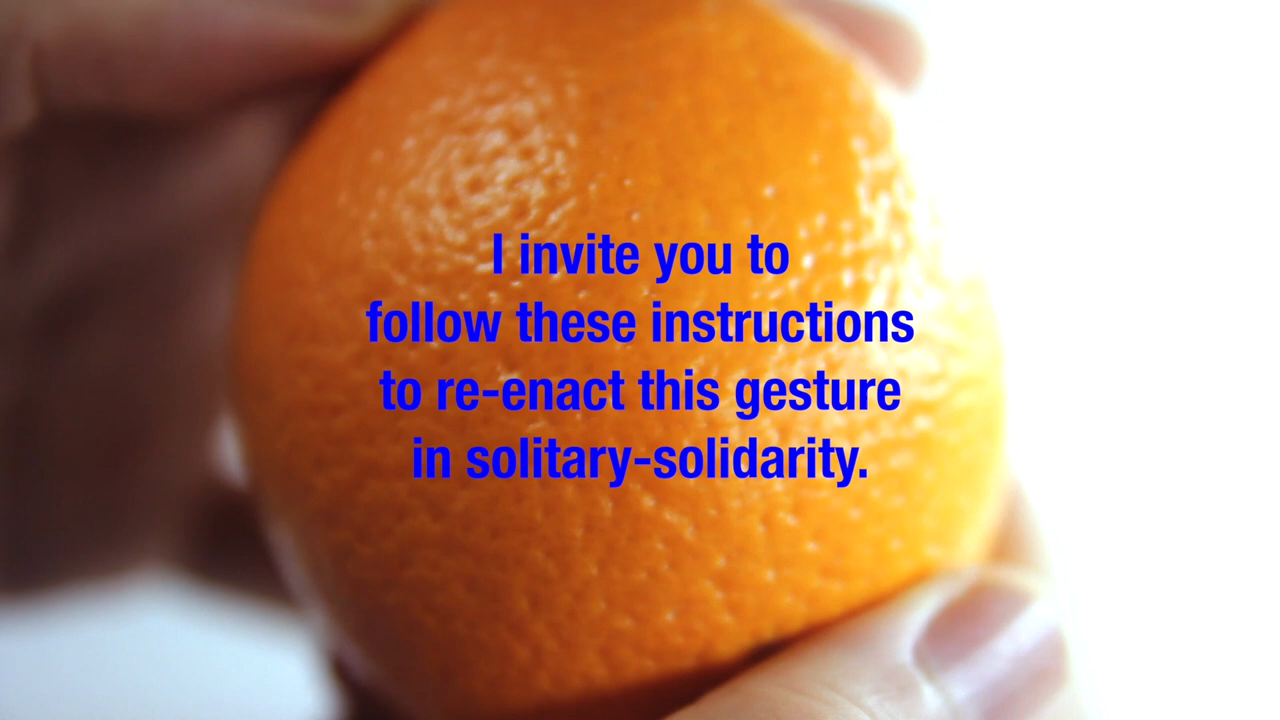 I invite you to
follow these instructions
to re-enact this gesture
in solitary-solidarity.